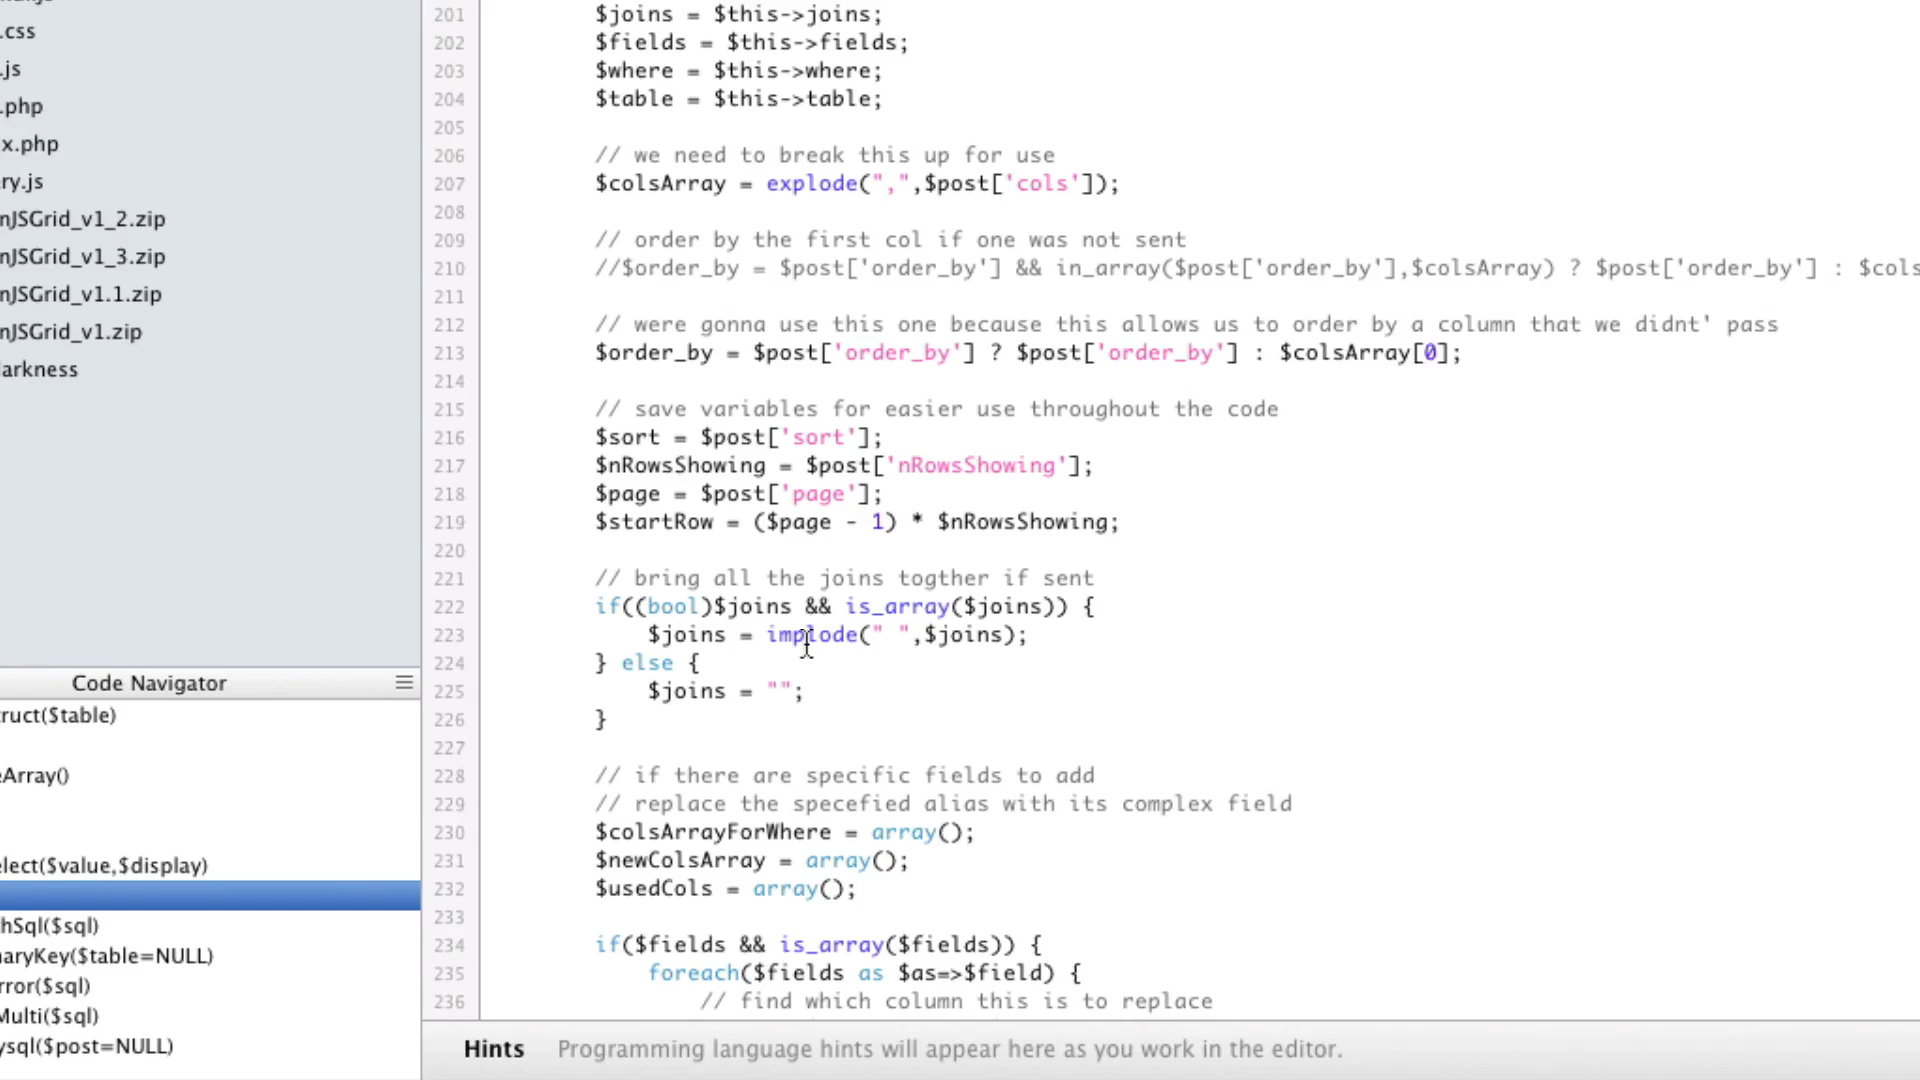 .css
.js
.php
x.php
ry.js
nJSGrid_v1_2.zip
nJSGrid_v1_3.zip
nJSGrid_v1.1.zip
nJSGrid_v1.zip
larkness
Code Navigator
ruct($table)
eArray()
elect($value,$display)
hSql($sql)
naryKey($table=NULL)
rror($sql)
Multi($sql)
ysql($post=NULL)
201 $joins = $this->joins;
202 $fields = $this->fields;
203 $where = $this->where;
204 $table = $this->table;
205
206 // we need to break this up for use
207 $colsArray = explode(",",$post['cols']);
208
209 // order by the first col if one was not sent
210 //$order_by = $post['order_by'] && in_array($post['order_by'],$colsArray) ? $post['order_by'] : $cols
211
212 // were gonna use this one because this allows us to order by a column that we didnt' pass
213 $order_by = $post['order_by'] ? $post['order_by'] : $colsArray[0];
214
215 // save variables for easier use throughout the code
216 $sort = $post['sort'];
217 $nRowsShowing = $post['nRowsShowing'];
218 $page = $post['page'];
219 $startRow = ($page - 1) * $nRowsShowing;
220
221 // bring all the joins togther if sent
222 if((bool)$joins && is_array($joins)) {
223 $joins = implode(" ",$joins);
224 } else {
225 $joins = "";
226 }
227
228 // if there are specific fields to add
229 // replace the specefied alias with its complex field
230 $colsArrayForWhere = array();
231 $newColsArray = array();
232 $usedCols = array();
233
234 if($fields && is_array($fields)) {
235 foreach($fields as $as=>$field) {
236 // find which column this is to replace
Hints Programming language hints will appear here as you work in the editor.